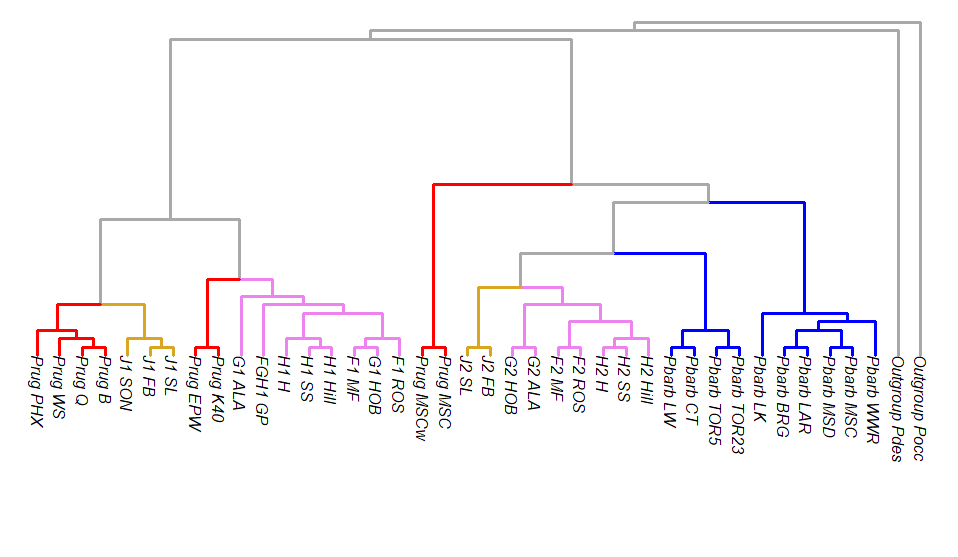 Prug PHX
Prug WS
Prug Q
Prug B
J1 SON
J1 FB
J1 SL
Prug EPW
Prug K40
G1 ALA
FGH1 GP
H1 H
H1 SS
H1 Hill
F1 MF
G1 HOB
F1 ROS
Prug MSCw
Prug MSC
J2 SL
J2 FB
G2 HOB
G2 ALA
F2 MF
F2 ROS
H2 H
H2 SS
H2 Hill
Pbarb LW
Pbarb CT
Pbarb TOR5
Pbarb TOR23
Pbarb LK
Pbarb BRG
Pbarb LAR
Pbarb MSD
Pbarb MSC
Pbarb WWR
Outgroup Pdes
Outgroup Pocc